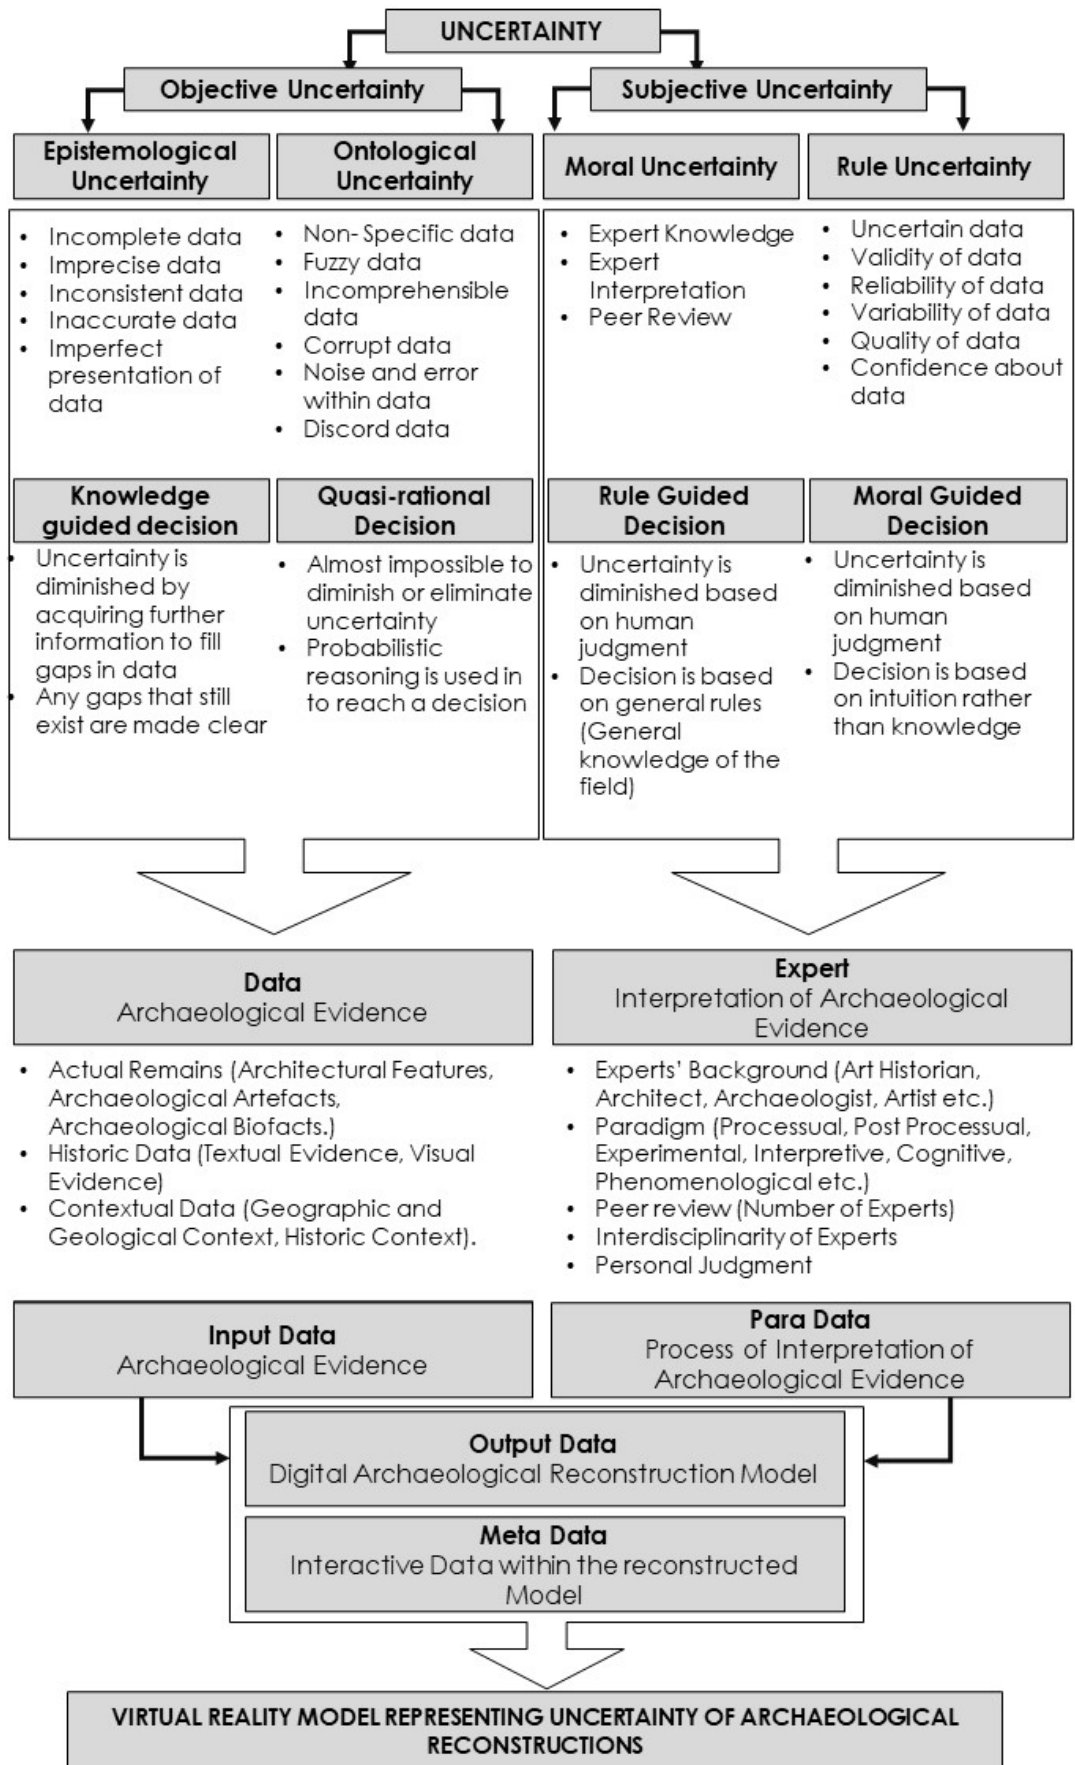 UNCERTAINTY
Objective Uncertainty
Subjective Uncertainty
Epistemological
Uncertainty
Ontological
Uncertainty
Moral Uncertainty
Rule Uncertainty
• Incomplete data
• Imprecise data
• Inconsistent data
• Inaccurate data
• Imperfect
presentation of
data
• Non- Specific data
• Fuzzy data
• Incomprehensible
data
• Corrupt data
• Noise and error
within data
• Discord data
• Expert Knowledge
• Expert
Interpretation
• Peer Review
• Uncertain data
• Validity of data
• Reliability of data
• Variability of data
• Quality of data
• Confidence about
data
Knowledge
guided decision
• Uncertainty is
diminished by
acquiring further
information to fill
gaps in data
• Any gaps that still
exist are made clear
Quasi-rational
Decision
• Almost impossible to
diminish or eliminate
uncertainty
• Probabilistic
reasoning is used in
to reach a decision
Rule Guided
Decision
• Uncertainty is
diminished based
on human
judgment
• Decision is based
on general rules
(General
knowledge of the
field)
Moral Guided
Decision
• Uncertainty is
diminished based
on human
judgment
• Decision is based
on intuition rather
than knowledge
Data
Archaeological Evidence
• Actual Remains (Architectural Features,
Archaeological Artefacts,
Archaeological Biofacts.)
• Historic Data (Textual Evidence, Visual
Evidence)
• Contextual Data (Geographic and
Geological Context, Historic Context).
Expert
Interpretation of Archaeological
Evidence
• Experts' Background (Art Historian,
Architect, Archaeologist, Artist etc.)
• Paradigm (Processual, Post Processual,
Experimental, Interpretive, Cognitive,
Phenomenological etc.)
• Peer review (Number of Experts)
• Interdisciplinarity of Experts
• Personal Judgment
Input Data
Archaeological Evidence
Para Data
Process of Interpretation of
Archaeological Evidence
Output Data
Digital Archaeological Reconstruction Model
Meta Data
Interactive Data within the reconstructed
Model
VIRTUAL REALITY MODEL REPRESENTING UNCERTAINTY OF ARCHAEOLOGICAL
RECONSTRUCTIONS